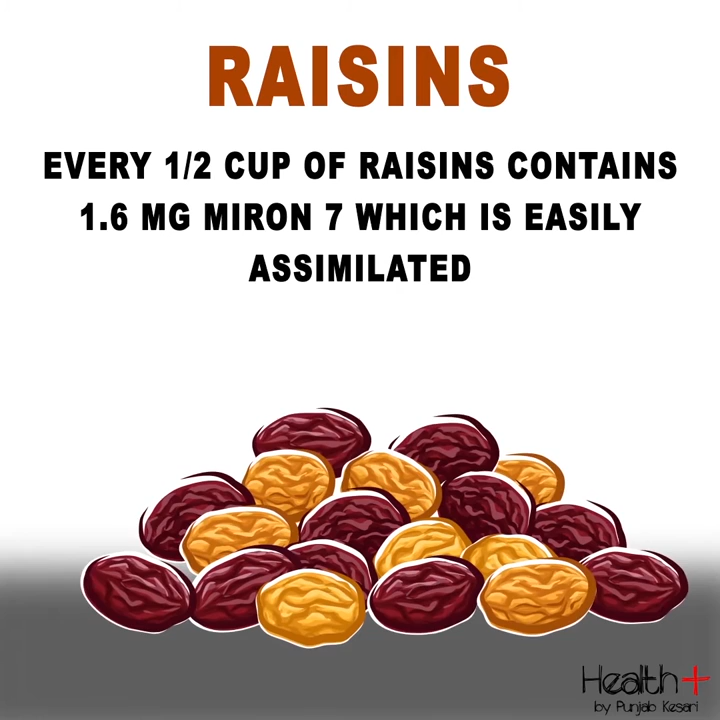 RAISINS
EVERY 1/2 CUP OF RAISINS CONTAINS
1.6 MG MIRON 7 WHICH IS EASILY
ASSIMILATED
Health+
by Punjab Kesari